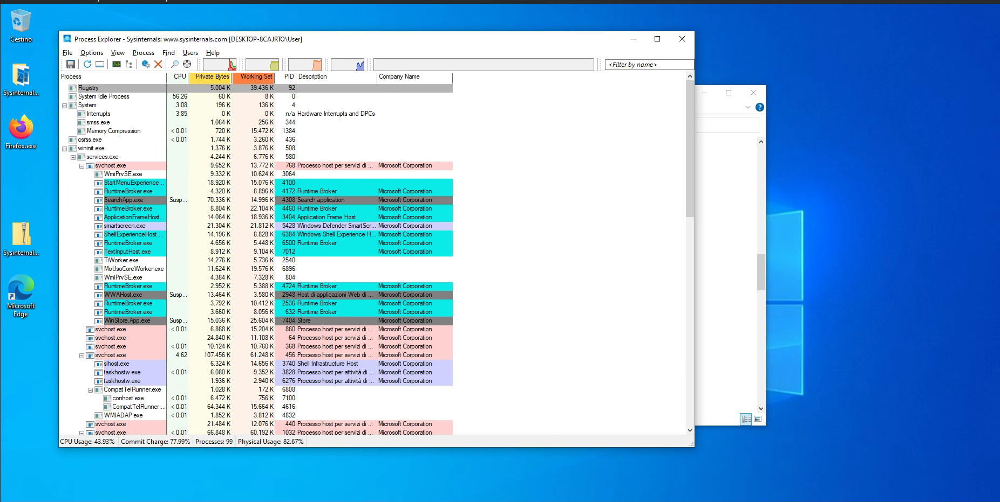 Cestino
Sysinternal...
Firefox.exe
Sysinternal...
Microsoft
Edge
Process Explorer - Sysinternals: www.sysinternals.com [DESKTOP-8CAJRTO\User]
File Options View Process Find Users Help
<Filter by name>
Process CPU Private Bytes Working Set PID Description Company Name
Registry 5.004 K 39.436 K 92
System Idle Process 56.26 60 K 8 K 0
System 3.08 196 K 136 K 4
Interrupts 3.85 0 K 0 K n/a Hardware Interrupts and DPCs
smss.exe 1.064 K 256 K 344
Memory Compression < 0.01 720 K 15.472 K 1384
csrss.exe < 0.01 1.744 K 3.260 K 436
wininit.exe 1.376 K 3.876 K 508
services.exe 4.244 K 6.776 K 580
svchost.exe 9.652 K 13.772 K 768 Processo host per servizi di ... Microsoft Corporation
WmiPrvSE.exe 9.332 K 10.624 K 3064
StartMenuExperience... 18.920 K 15.076 K 4100
RuntimeBroker.exe 4.320 K 8.896 K 4172 Runtime Broker Microsoft Corporation
SearchApp.exe Susp... 70.336 K 14.996 K 4308 Search application Microsoft Corporation
RuntimeBroker.exe 8.804 K 22.104 K 4460 Runtime Broker Microsoft Corporation
ApplicationFrameHost... 14.064 K 18.936 K 3404 Application Frame Host Microsoft Corporation
smartscreen.exe 21.304 K 21.812 K 5428 Windows Defender SmartScr... Microsoft Corporation
ShellExperienceHost.... 14.196 K 8.828 K 6384 Windows Shell Experience H... Microsoft Corporation
RuntimeBroker.exe 4.656 K 5.448 K 6500 Runtime Broker Microsoft Corporation
TextInputHost.exe 8.912 K 9.104 K 7012 Microsoft Corporation
TiWorker.exe 14.276 K 5.736 K 2540
MoUsoCoreWorker.exe 11.624 K 19.576 K 6896
WmiPrvSE.exe 4.384 K 7.328 K 804
RuntimeBroker.exe 2.952 K 5.388 K 4724 Runtime Broker Microsoft Corporation
WWAHost.exe Susp... 13.464 K 3.580 K 2948 Host di applicazioni Web di ... Microsoft Corporation
RuntimeBroker.exe 3.792 K 10.412 K 2536 Runtime Broker Microsoft Corporation
RuntimeBroker.exe 3.660 K 8.056 K 632 Runtime Broker Microsoft Corporation
WinStore.App.exe Susp... 15.036 K 25.604 K 7404 Store Microsoft Corporation
svchost.exe < 0.01 6.868 K 15.204 K 860 Processo host per servizi di ... Microsoft Corporation
svchost.exe 24.840 K 11.108 K 64 Processo host per servizi di ... Microsoft Corporation
svchost.exe < 0.01 10.124 K 10.760 K 368 Processo host per servizi di ... Microsoft Corporation
svchost.exe 4.62 107.456 K 61.248 K 456 Processo host per servizi di ... Microsoft Corporation
sihost.exe 6.324 K 14.656 K 3740 Shell Infrastructure Host Microsoft Corporation
taskhostw.exe < 0.01 6.080 K 9.352 K 3828 Processo host per attività di ... Microsoft Corporation
taskhostw.exe 1.936 K 2.940 K 6276 Processo host per attività di ... Microsoft Corporation
CompatTelRunner.exe 1.028 K 172 K 6808
conhost.exe < 0.01 6.472 K 756 K 7100
CompatTelRunner.... < 0.01 64.344 K 15.664 K 4616
WMIADAP.exe < 0.01 1.852 K 3.812 K 4832
svchost.exe 21.484 K 12.076 K 440 Processo host per servizi di ... Microsoft Corporation
svchost.exe < 0.01 66.848 K 60.192 K 1032 Processo host per servizi di ... Microsoft Corporation
CPU Usage: 43.93% Commit Charge: 77.99% Processes: 99 Physical Usage: 82.67%